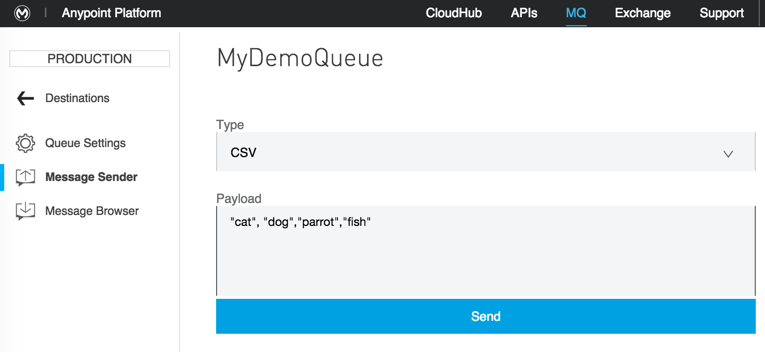 Anypoint Platform
CloudHub
APIs
MQ
Exchange
Support
PRODUCTION
Destinations
Queue Settings
Message Sender
Message Browser
MyDemoQueue
Type
CSV
Payload
"cat", "dog","parrot","fish"
Send